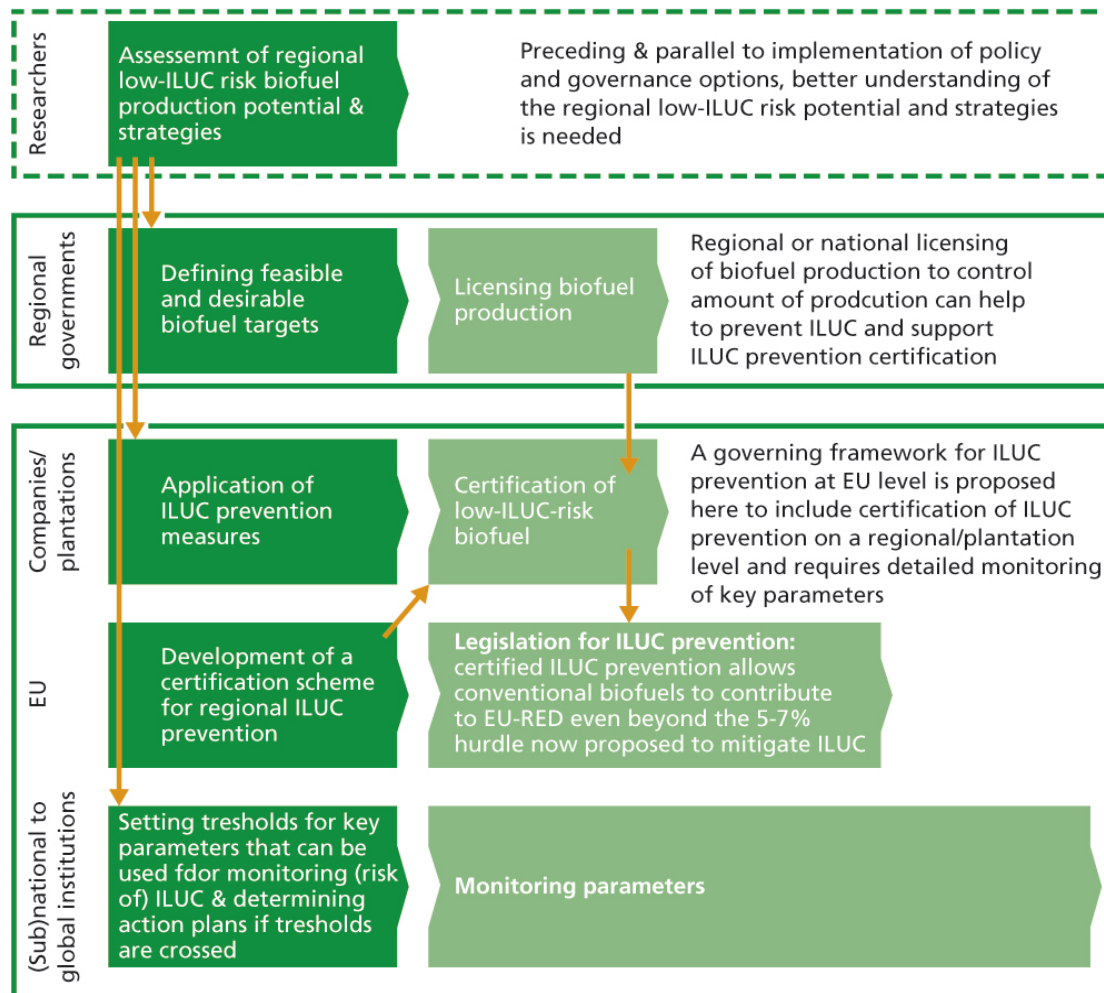 Researchers
Assessemnt of regional
low-ILUC risk biofuel
production potential &
strategies
Preceding & parallel to implementation of policy
and governance options, better understanding of
the regional low-ILUC risk potential and strategies
is needed
Regional
governments
Defining feasible
and desirable
biofuel targets
Licensing biofuel
production
Regional or national licensing
of biofuel production to control
amount of prodcution can help
to prevent ILUC and support
ILUC prevention certification
Companies/
plantations
Application of
ILUC prevention
measures
Certification of
low-ILUC-risk
biofuel
A governing framework for ILUC
prevention at EU level is proposed
here to include certification of ILUC
prevention on a regional/plantation
level and requires detailed monitoring
of key parameters
EU
Development of a
certification scheme
for regional ILUC
prevention
Legislation for ILUC prevention:
certified ILUC prevention allows
conventional biofuels to contribute
to EU-RED even beyond the 5-7%
hurdle now proposed to mitigate ILUC
(Sub)national to
global institutions
Setting tresholds for key
parameters that can be
used fdor monitoring (risk
of) ILUC & determining
action plans if tresholds
are crossed
Monitoring parameters